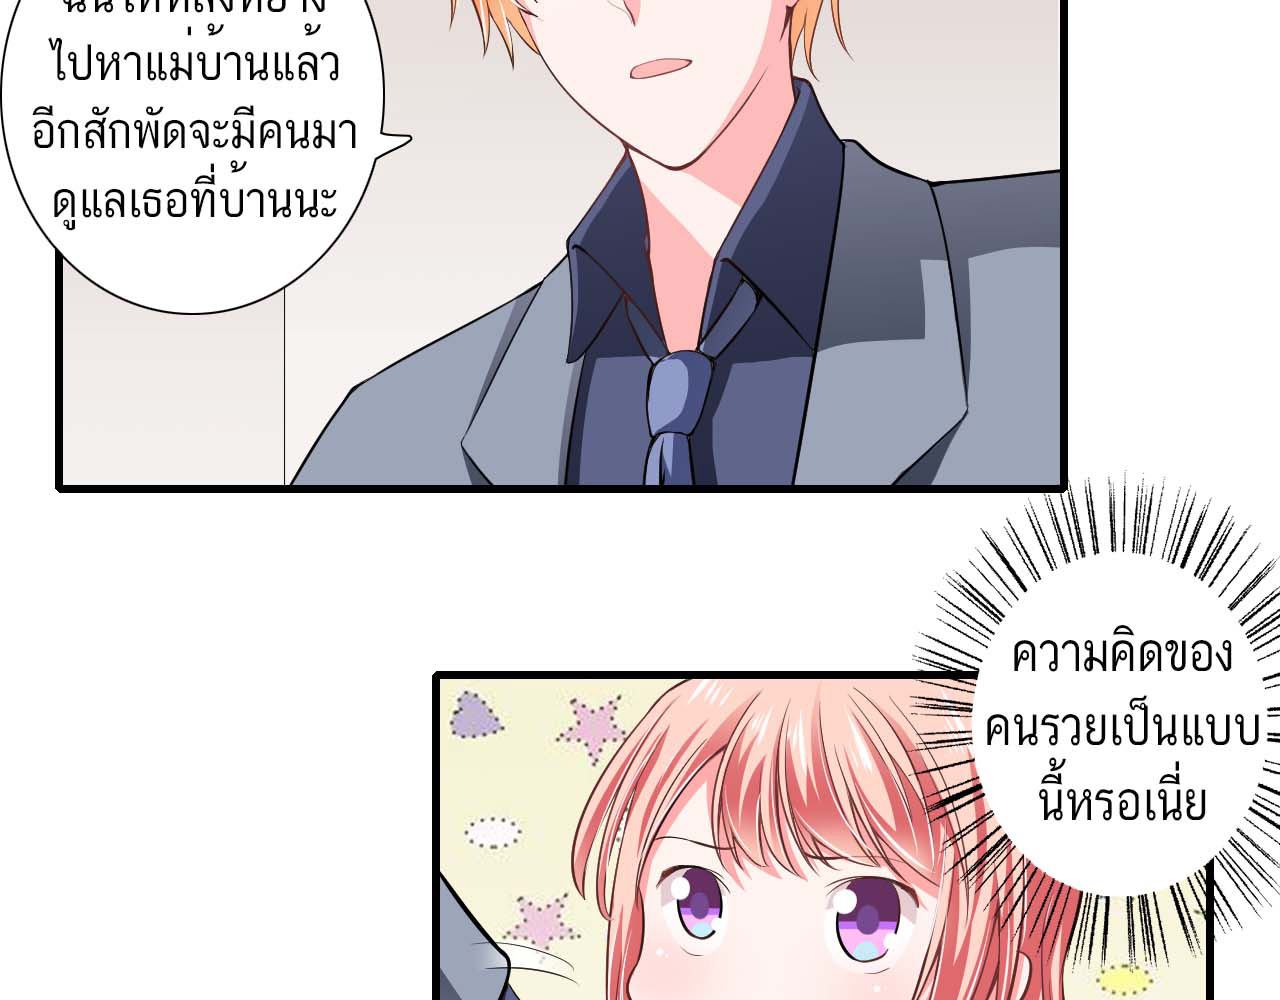 ไปหาแม่บ้านแล้ว
อีกสักพัดจะมีคนมา
ดูแลเธอที่บ้านนะ
ความคิดของ
คนรวยเป็นแบบ
นี้หรอเนี่ย